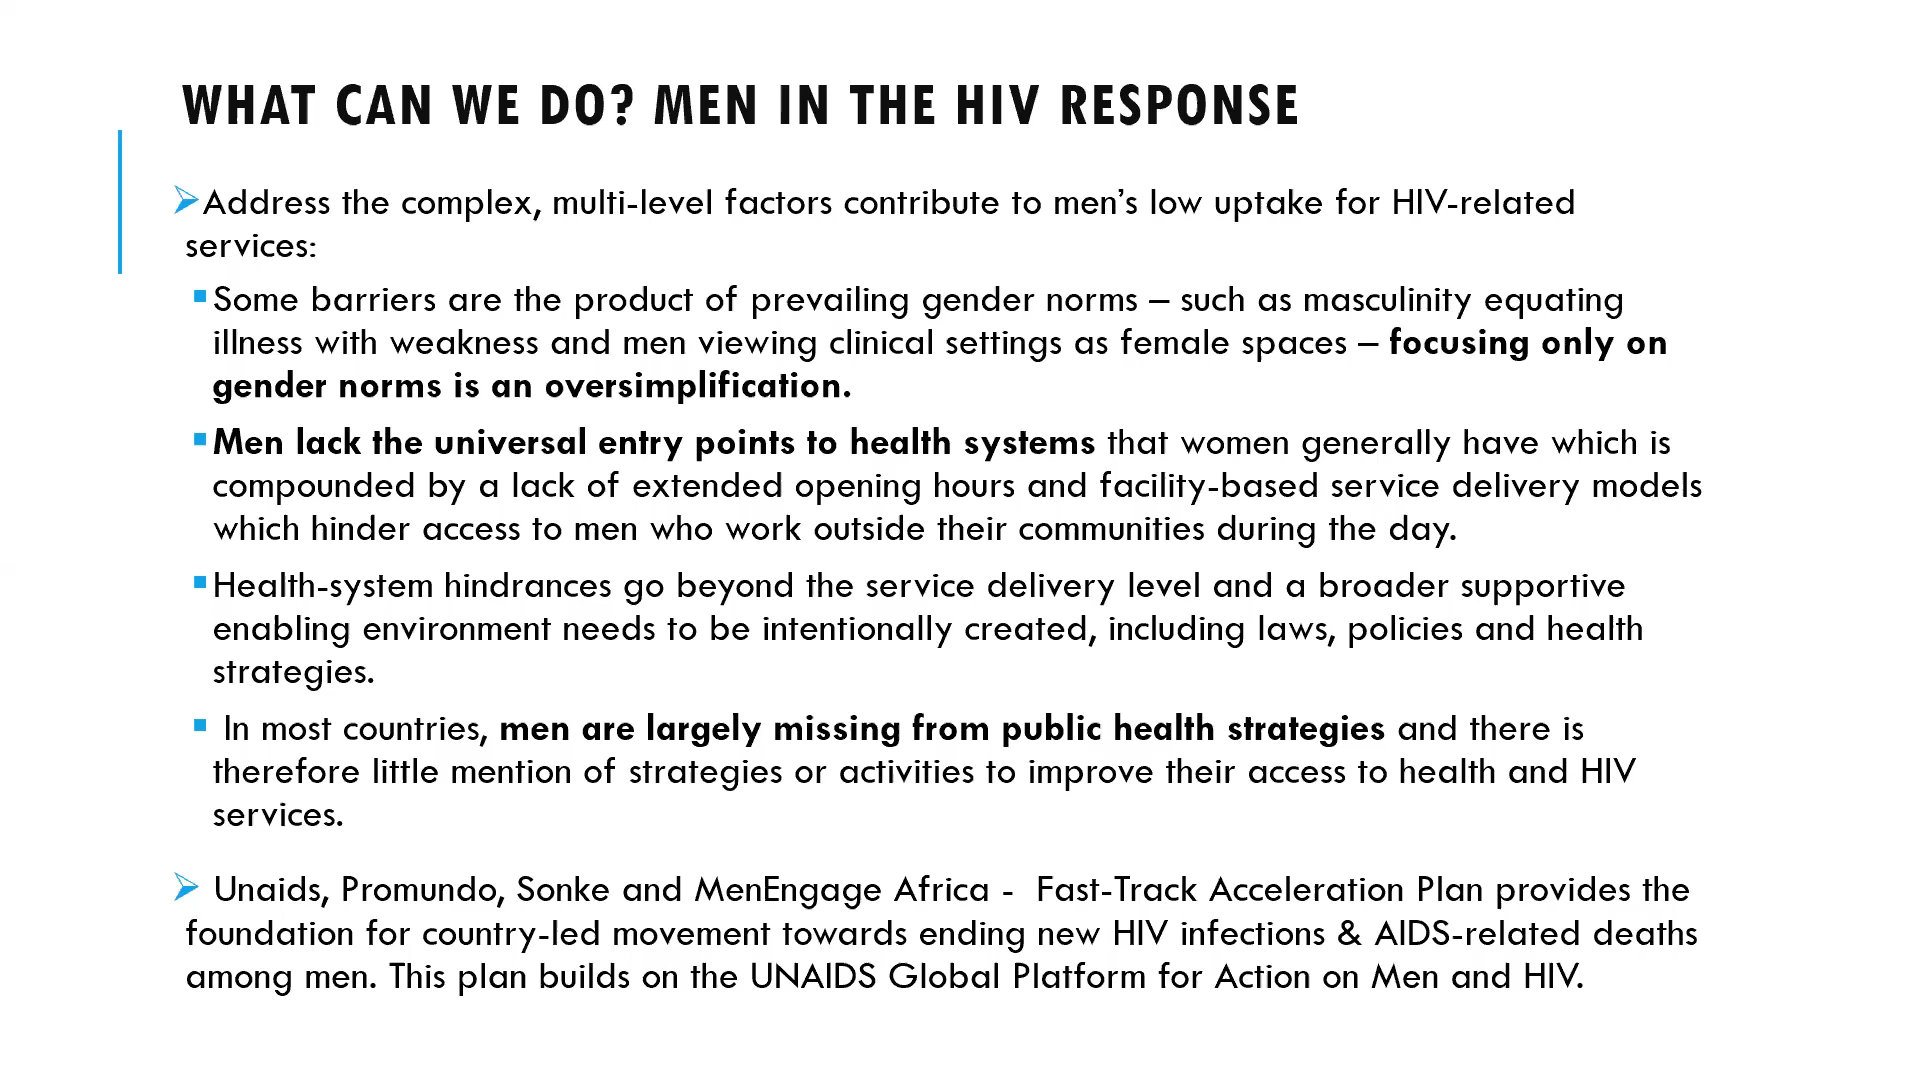 WHAT CAN WE DO? MEN IN THE HIV RESPONSE
Address the complex, multi-level factors contribute to men’s low uptake for HIV-related
services:
Some barriers are the product of prevailing gender norms – such as masculinity equating
illness with weakness and men viewing clinical settings as female spaces – focusing only on
gender norms is an oversimplification.
Men lack the universal entry points to health systems that women generally have which is
compounded by a lack of extended opening hours and facility-based service delivery models
which hinder access to men who work outside their communities during the day.
Health-system hindrances go beyond the service delivery level and a broader supportive
enabling environment needs to be intentionally created, including laws, policies and health
strategies.
In most countries, men are largely missing from public health strategies and there is
therefore little mention of strategies or activities to improve their access to health and HIV
services.
Unaids, Promundo, Sonke and MenEngage Africa - Fast-Track Acceleration Plan provides the
foundation for country-led movement towards ending new HIV infections & AIDS-related deaths
among men. This plan builds on the UNAIDS Global Platform for Action on Men and HIV.